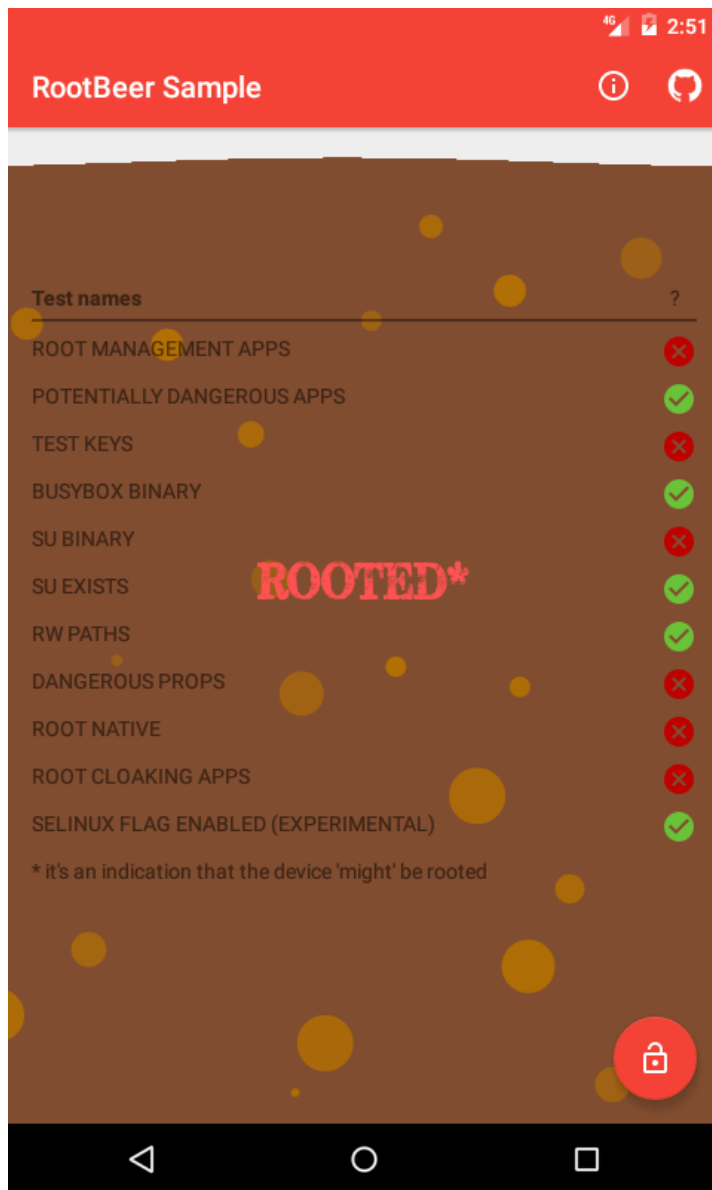 4G 2:51
RootBeer Sample
Test names ?
ROOT MANAGEMENT APPS
POTENTIALLY DANGEROUS APPS
TEST KEYS
BUSYBOX BINARY
SU BINARY
ROOTED*
SU EXISTS
RW PATHS
DANGEROUS PROPS
ROOT NATIVE
ROOT CLOAKING APPS
SELINUX FLAG ENABLED (EXPERIMENTAL)
* it's an indication that the device 'might' be rooted